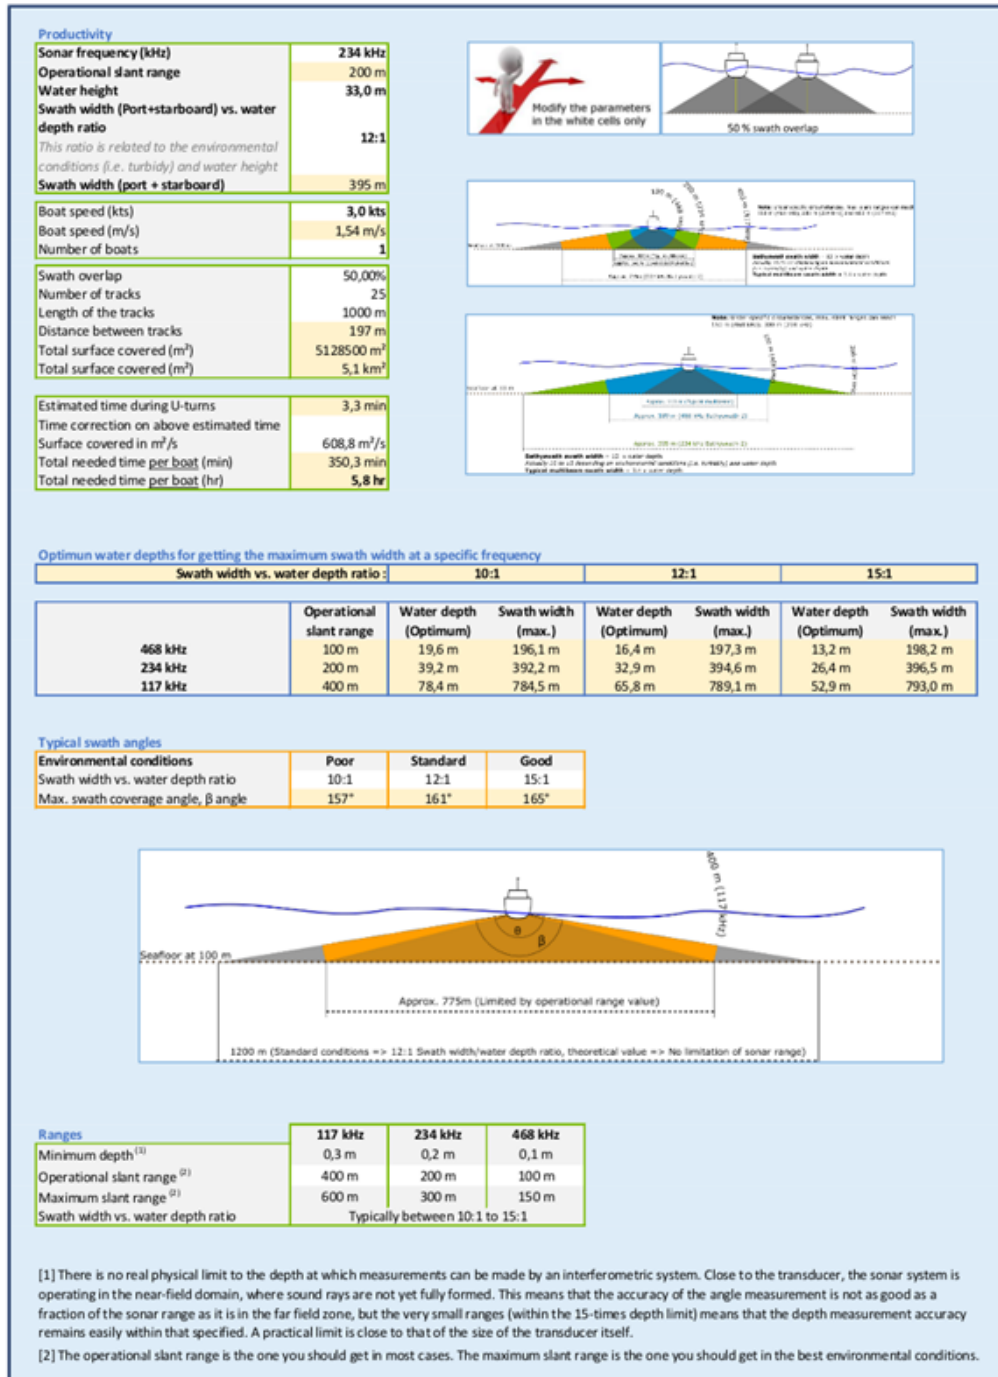 Productivity
Sonar frequency (kHz) 234 kHz
Operational slant range 200 m
Water height 33,0 m
Swath width (Port+starboard) vs. water
depth ratio
12:1
This ratio is related to the environmental
conditions (i.e. turbidy) and water height
Swath width (port + starboard) 395 m
Boat speed (kts) 3,0 kts
Boat speed (m/s) 1,54 m/s
Number of boats 1
Swath overlap 50,00%
Number of tracks 25
Length of the tracks 1000 m
Distance between tracks 197 m
Total surface covered (m²) 5128500 m²
Total surface covered (m²) 5,1 km²
Estimated time during U-turns 3,3 min
Time correction on above estimated time
Surface covered in m²/s 608,8 m²/s
Total needed time per boat (min) 350,3 min
Total needed time per boat (hr) 5,8 hr
Modify the parameters
in the white cells only
50 % swath overlap
Optimun water depths for getting the maximum swath width at a specific frequency
Swath width vs. water depth ratio : 10:1 12:1 15:1
Operational Water depth Swath width Water depth Swath width Water depth Swath width
slant range (Optimum) (max.) (Optimum) (max.) (Optimum) (max.)
468 kHz 100 m 19,6 m 196,1 m 16,4 m 197,3 m 13,2 m 198,2 m
234 kHz 200 m 39,2 m 392,2 m 32,9 m 394,6 m 26,4 m 396,5 m
117 kHz 400 m 78,4 m 784,5 m 65,8 m 789,1 m 52,9 m 793,0 m
Typical swath angles
Environmental conditions Poor Standard Good
Swath width vs. water depth ratio 10:1 12:1 15:1
Max. swath coverage angle, β angle 157° 161° 165°
400 m (117 kHz)
θ
β
Seafloor at 100 m
Approx. 775m (Limited by operational range value)
1200 m (Standard conditions => 12:1 Swath width/water depth ratio, theoretical value => No limitation of sonar range)
Ranges 117 kHz 234 kHz 468 kHz
Minimum depth (1) 0,3 m 0,2 m 0,1 m
Operational slant range (2) 400 m 200 m 100 m
Maximum slant range (2) 600 m 300 m 150 m
Swath width vs. water depth ratio Typically between 10:1 to 15:1
[1] There is no real physical limit to the depth at which measurements can be made by an interferometric system. Close to the transducer, the sonar system is
operating in the near-field domain, where sound rays are not yet fully formed. This means that the accuracy of the angle measurement is not as good as a
fraction of the sonar range as it is in the far field zone, but the very small ranges (within the 15-times depth limit) means that the depth measurement accuracy
remains easily within that specified. A practical limit is close to that of the size of the transducer itself.
[2] The operational slant range is the one you should get in most cases. The maximum slant range is the one you should get in the best environmental conditions.